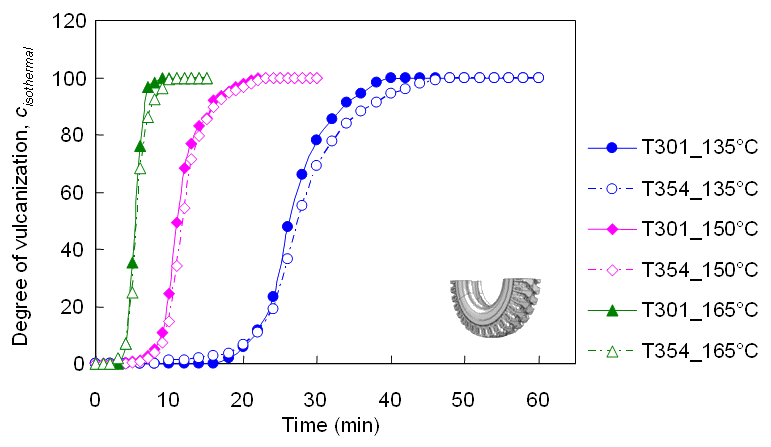 120
100
80
60
40
20
0
Degree of vulcanization, c isothermal
0 10 20 30 40 50 60
Time (min)
T301_135°C
T354_135°C
T301_150°C
T354_150°C
T301_165°C
T354_165°C